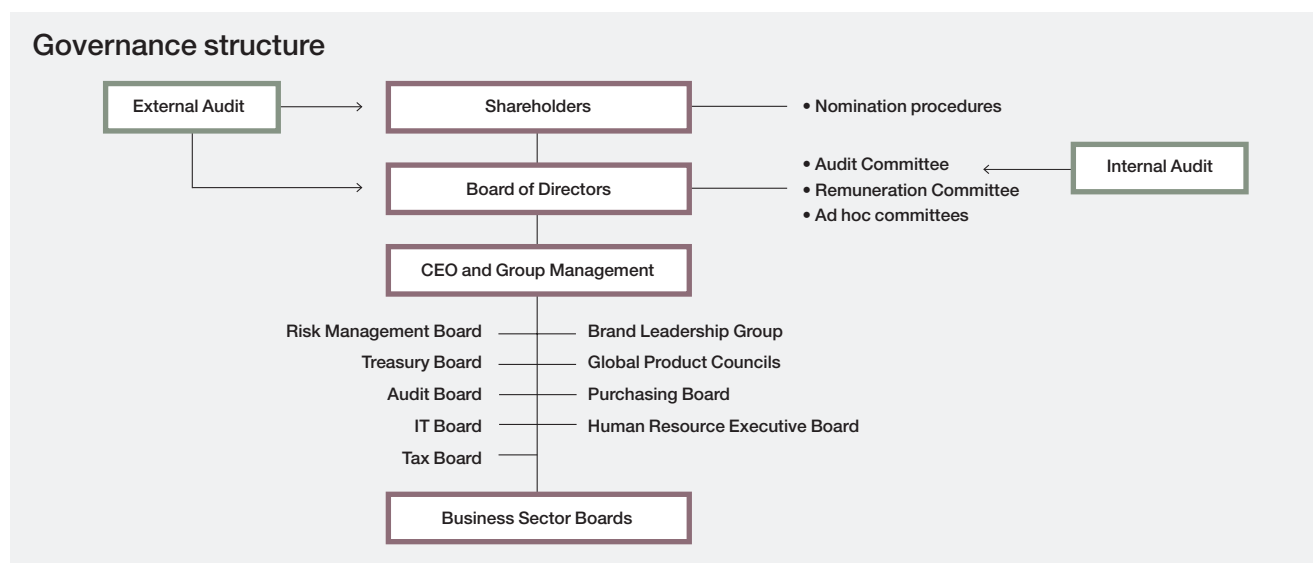 Governance structure
External Audit
Shareholders
• Nomination procedures
Board of Directors
• Audit Committee
• Remuneration Committee
• Ad hoc committees
Internal Audit
CEO and Group Management
Risk Management Board
Brand Leadership Group
Treasury Board
Global Product Councils
Audit Board
Purchasing Board
IT Board
Human Resource Executive Board
Tax Board
Business Sector Boards